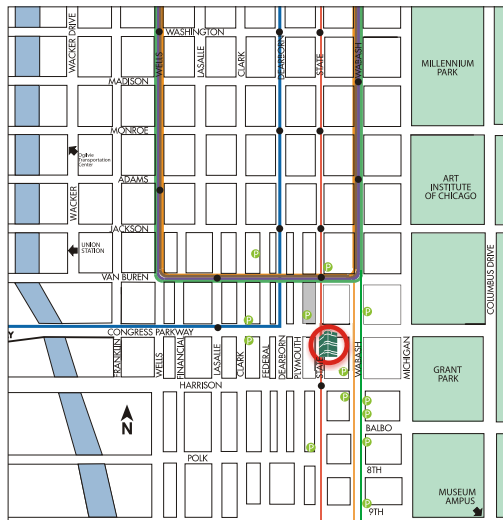 WASHINGTON
WACKER DRIVE
WELLS
LASALLE
CLARK
DEARBORN
STATE
WABASH
MILLENNIUM
PARK
MADISON
MONROE
Ogilvie
Transportation
Center
ADAMS
ART
INSTITUTE
OF CHICAGO
WACKER
JACKSON
UNION
STATION
VAN BUREN
COLUMBUS DRIVE
P
P
P
P
P
Y
CONGRESS PARKWAY
P
FRANKLIN
WELLS
FINANCIAL
LASALLE
CLARK
FEDERAL
DEARBORN
PLYMOUTH
STATE
WABASH
MICHIGAN
GRANT
PARK
P
HARRISON
P
P
P
N
BALBO
P
P
POLK
8TH
MUSEUM
AMPUS
P
9TH